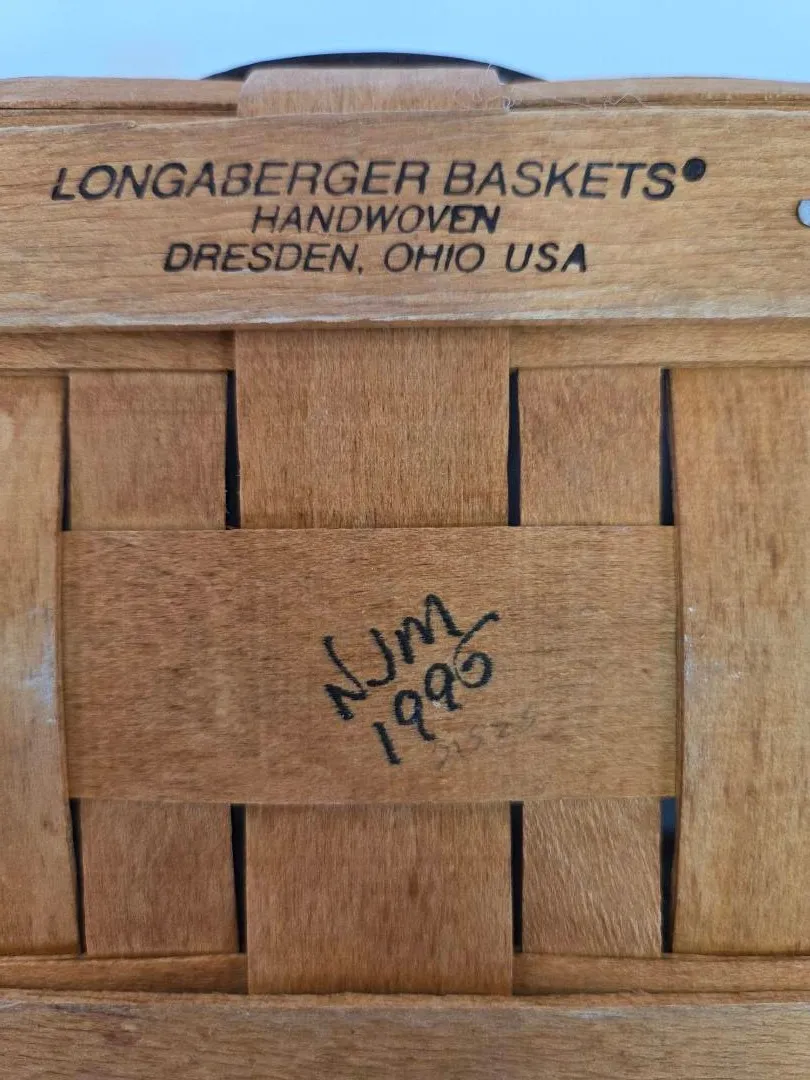 LONGABERGER BASKETS®
HANDWOVEN
DRESDEN, OHIO USA
NJM
1996